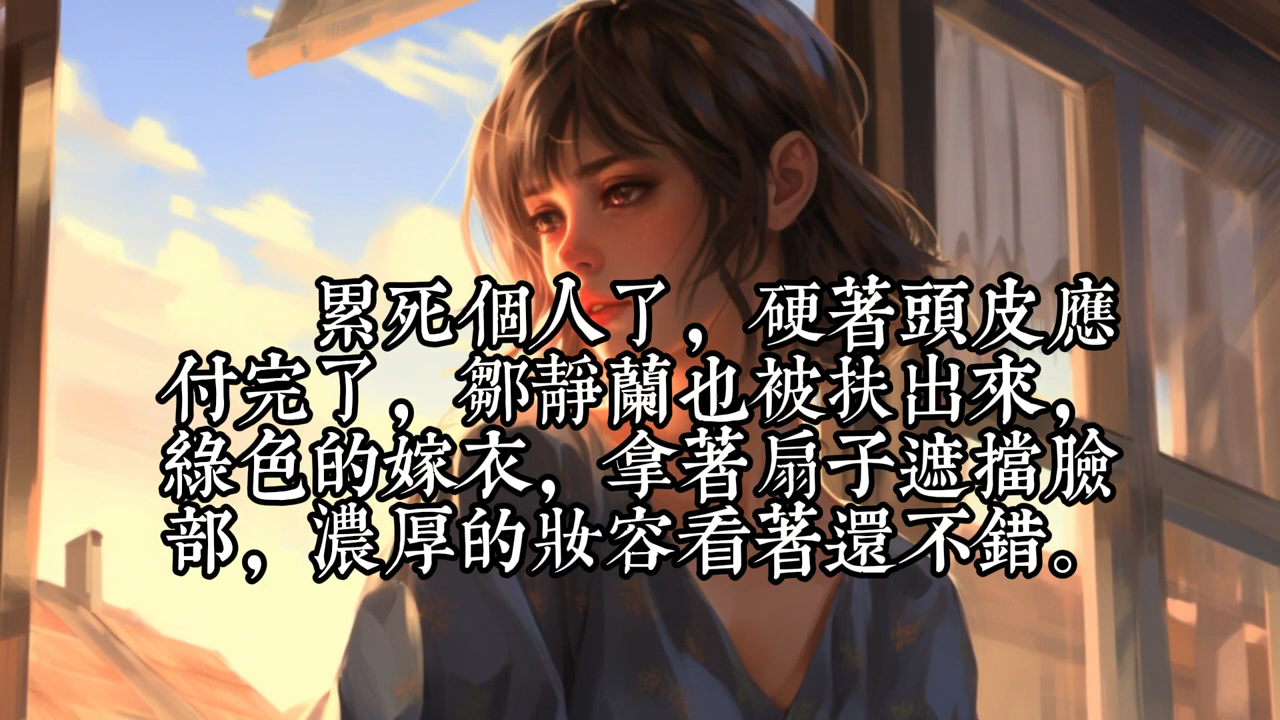 累死個人了，硬著頭皮應
付完了，鄒靜蘭也被扶出來，
綠色的嫁衣，拿著扇子遮擋臉
部，濃厚的妝容看著還不錯。